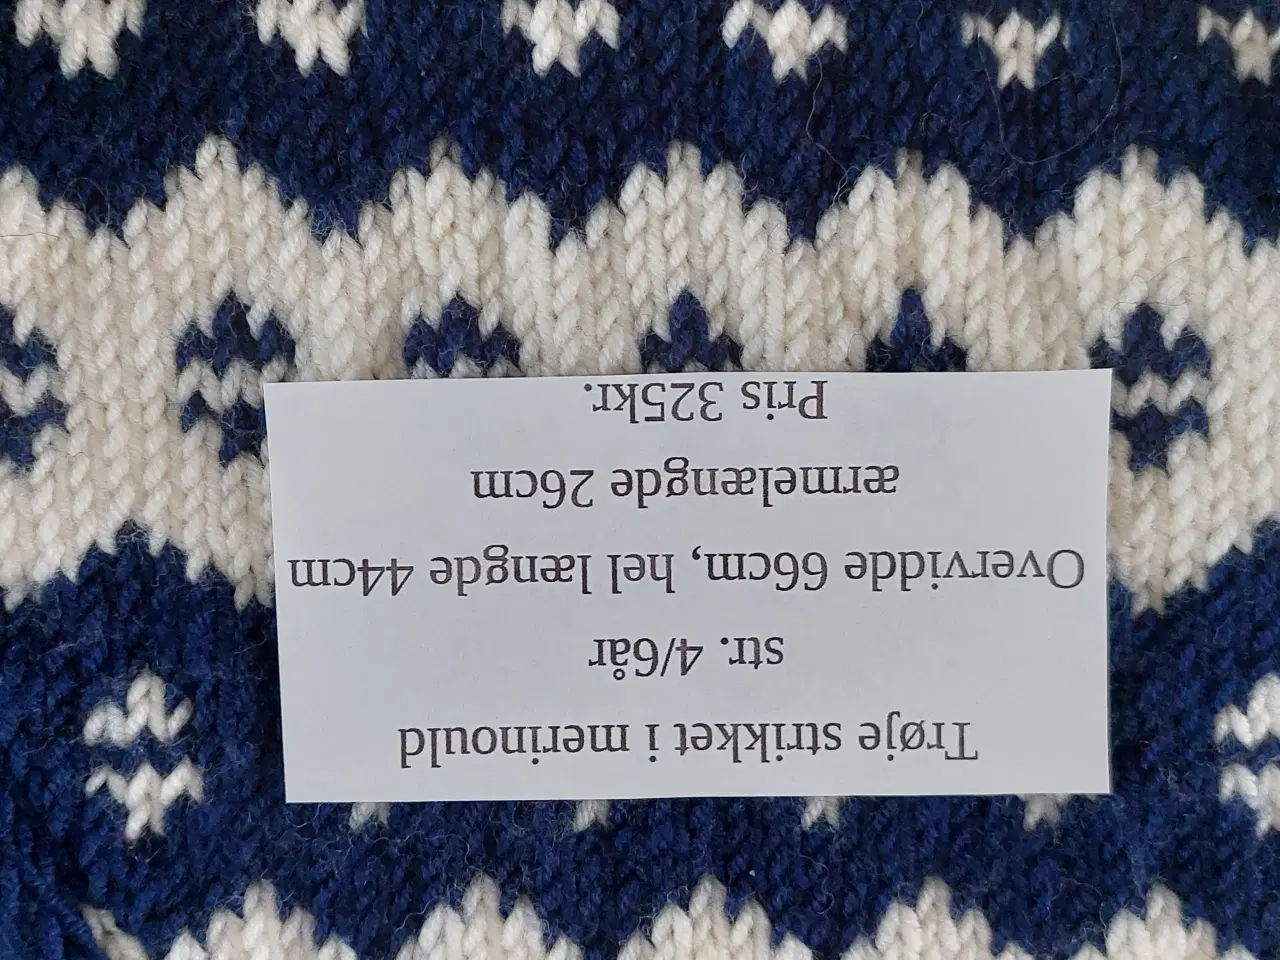 Trøje strikket i merinould
str. 4/6år
Overvidde 66cm, hel længde 44cm
ærmelængde 26cm
Pris 325kr.